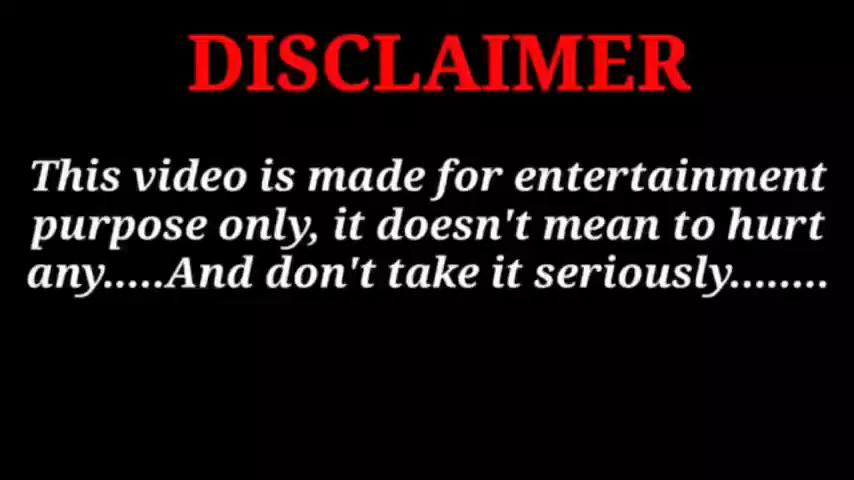 DISCLAIMER
This video is made for entertainment
purpose only, it doesn't mean to hurt
any.....And don't take it seriously........